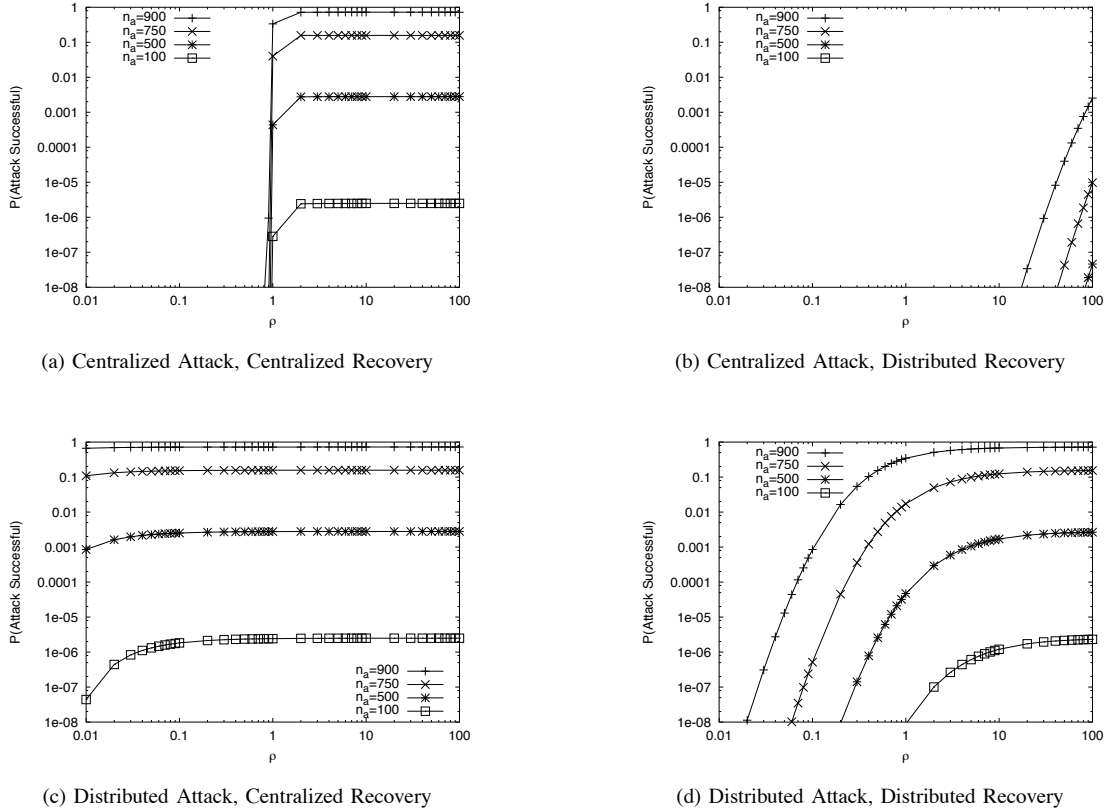 n_a=900
n_a=750
n_a=500
n_a=100
P(Attack Successful)
1
0.1
0.01
0.001
0.0001
1e-05
1e-06
1e-07
1e-08
0.01 0.1 1 10 100
ρ
(a) Centralized Attack, Centralized Recovery
n_a=900
n_a=750
n_a=500
n_a=100
P(Attack Successful)
1
0.1
0.01
0.001
0.0001
1e-05
1e-06
1e-07
1e-08
0.01 0.1 1 10 100
ρ
(b) Centralized Attack, Distributed Recovery
P(Attack Successful)
1
0.1
0.01
0.001
0.0001
1e-05
1e-06
1e-07
1e-08
n_a=900
n_a=750
n_a=500
n_a=100
0.01 0.1 1 10 100
ρ
(c) Distributed Attack, Centralized Recovery
n_a=900
n_a=750
n_a=500
n_a=100
P(Attack Successful)
1
0.1
0.01
0.001
0.0001
1e-05
1e-06
1e-07
1e-08
0.01 0.1 1 10 100
ρ
(d) Distributed Attack, Distributed Recovery